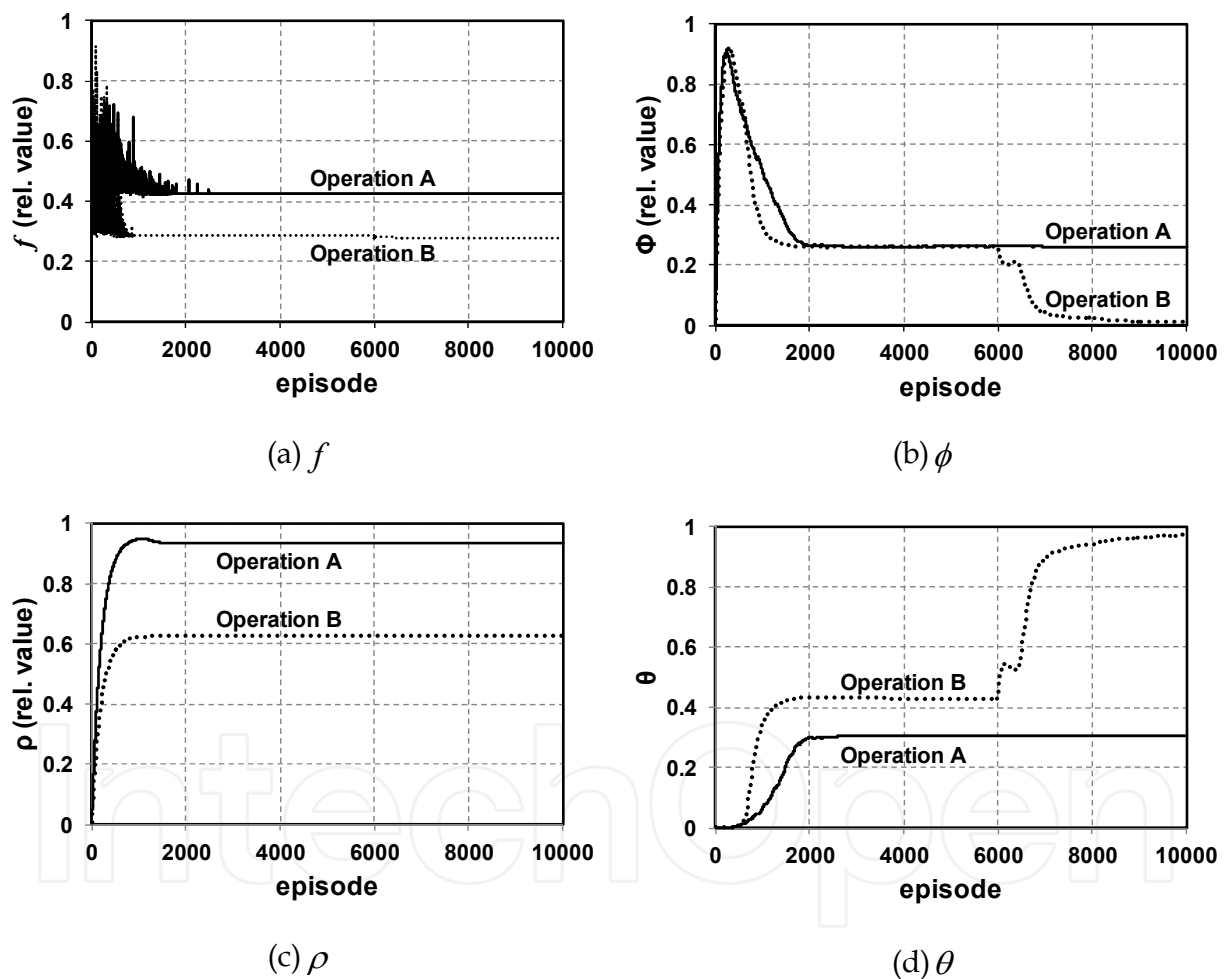 1
0.8
0.6
0.4
0.2
0
f (rel. value)
Operation A
Operation B
0 2000 4000 6000 8000 10000
episode
(a) f
1
0.8
0.6
0.4
0.2
0
Φ (rel. value)
Operation A
Operation B
0 2000 4000 6000 8000 10000
episode
(b) ϕ
1
0.8
0.6
0.4
0.2
0
ρ (rel. value)
Operation A
Operation B
0 2000 4000 6000 8000 10000
episode
(c) ρ
1
0.8
0.6
0.4
0.2
0
θ
Operation B
Operation A
0 2000 4000 6000 8000 10000
episode
(d) θ
IntechOpen